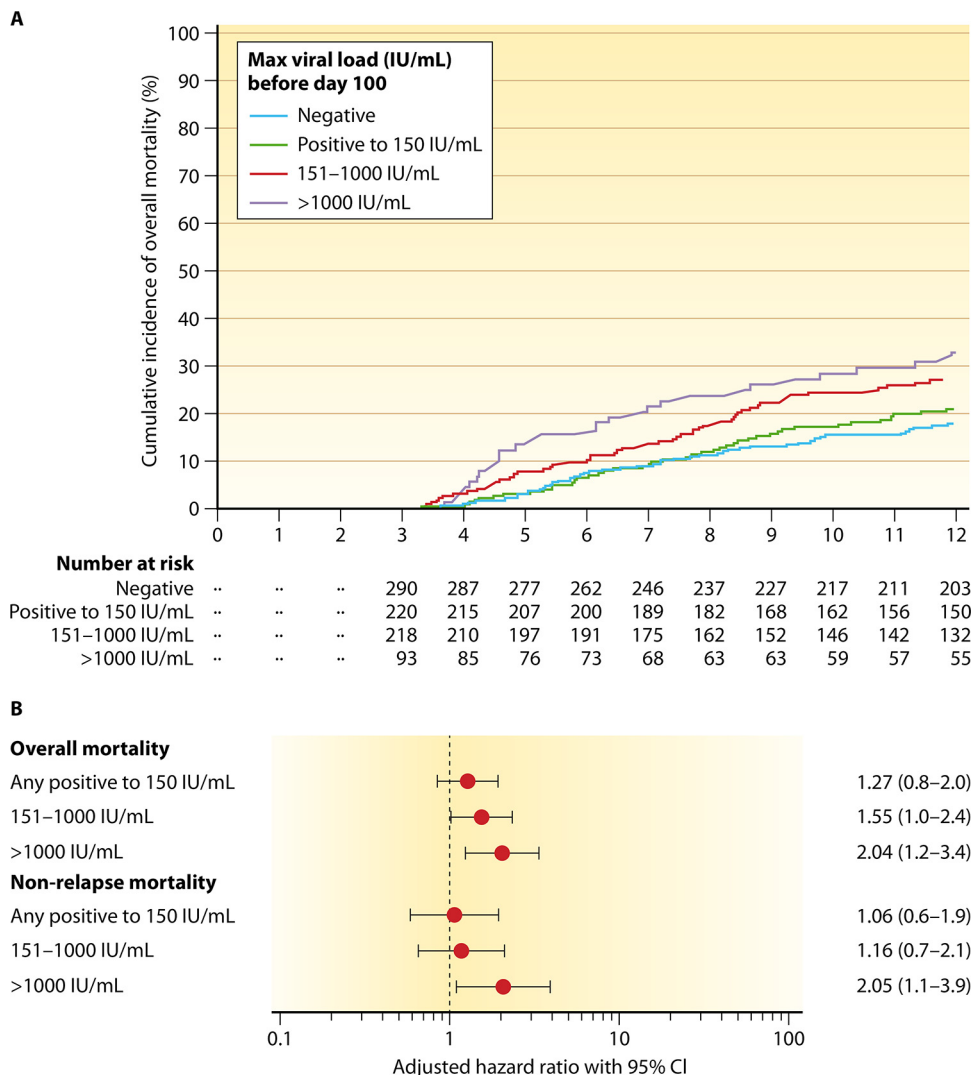 A
Cumulative incidence of overall mortality (%)
100
90
80
70
60
50
40
30
20
10
0
Max viral load (IU/mL)
before day 100
Negative
Positive to 150 IU/mL
151–1000 IU/mL
>1000 IU/mL
0 1 2 3 4 5 6 7 8 9 10 11 12
Number at risk
Negative .. .. .. 290 287 277 262 246 237 227 217 211 203
Positive to 150 IU/mL .. .. .. 220 215 207 200 189 182 168 162 156 150
151–1000 IU/mL .. .. .. 218 210 197 191 175 162 152 146 142 132
>1000 IU/mL .. .. .. 93 85 76 73 68 63 63 59 57 55
B
Overall mortality
Any positive to 150 IU/mL 1.27 (0.8–2.0)
151–1000 IU/mL 1.55 (1.0–2.4)
>1000 IU/mL 2.04 (1.2–3.4)
Non-relapse mortality
Any positive to 150 IU/mL 1.06 (0.6–1.9)
151–1000 IU/mL 1.16 (0.7–2.1)
>1000 IU/mL 2.05 (1.1–3.9)
0.1 1 10 100
Adjusted hazard ratio with 95% CI